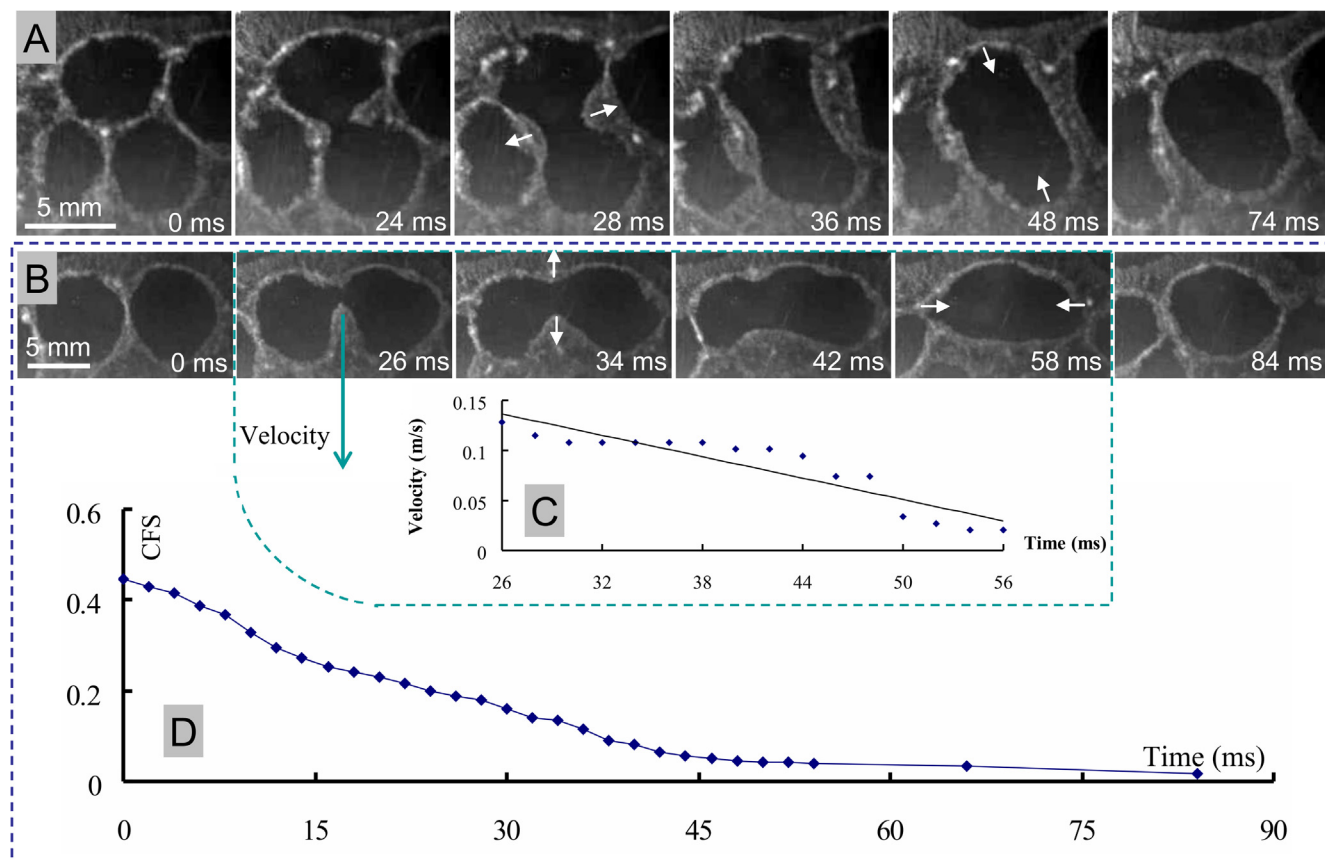 A
5 mm
0 ms
24 ms
28 ms
36 ms
48 ms
74 ms
B
5 mm
0 ms
26 ms
34 ms
42 ms
58 ms
84 ms
Velocity
0.15
0.1
0.05
0
Velocity (m/s)
C
Time (ms)
26
32
38
44
50
56
0.6
0.4
0.2
0
CFS
D
Time (ms)
0
15
30
45
60
75
90